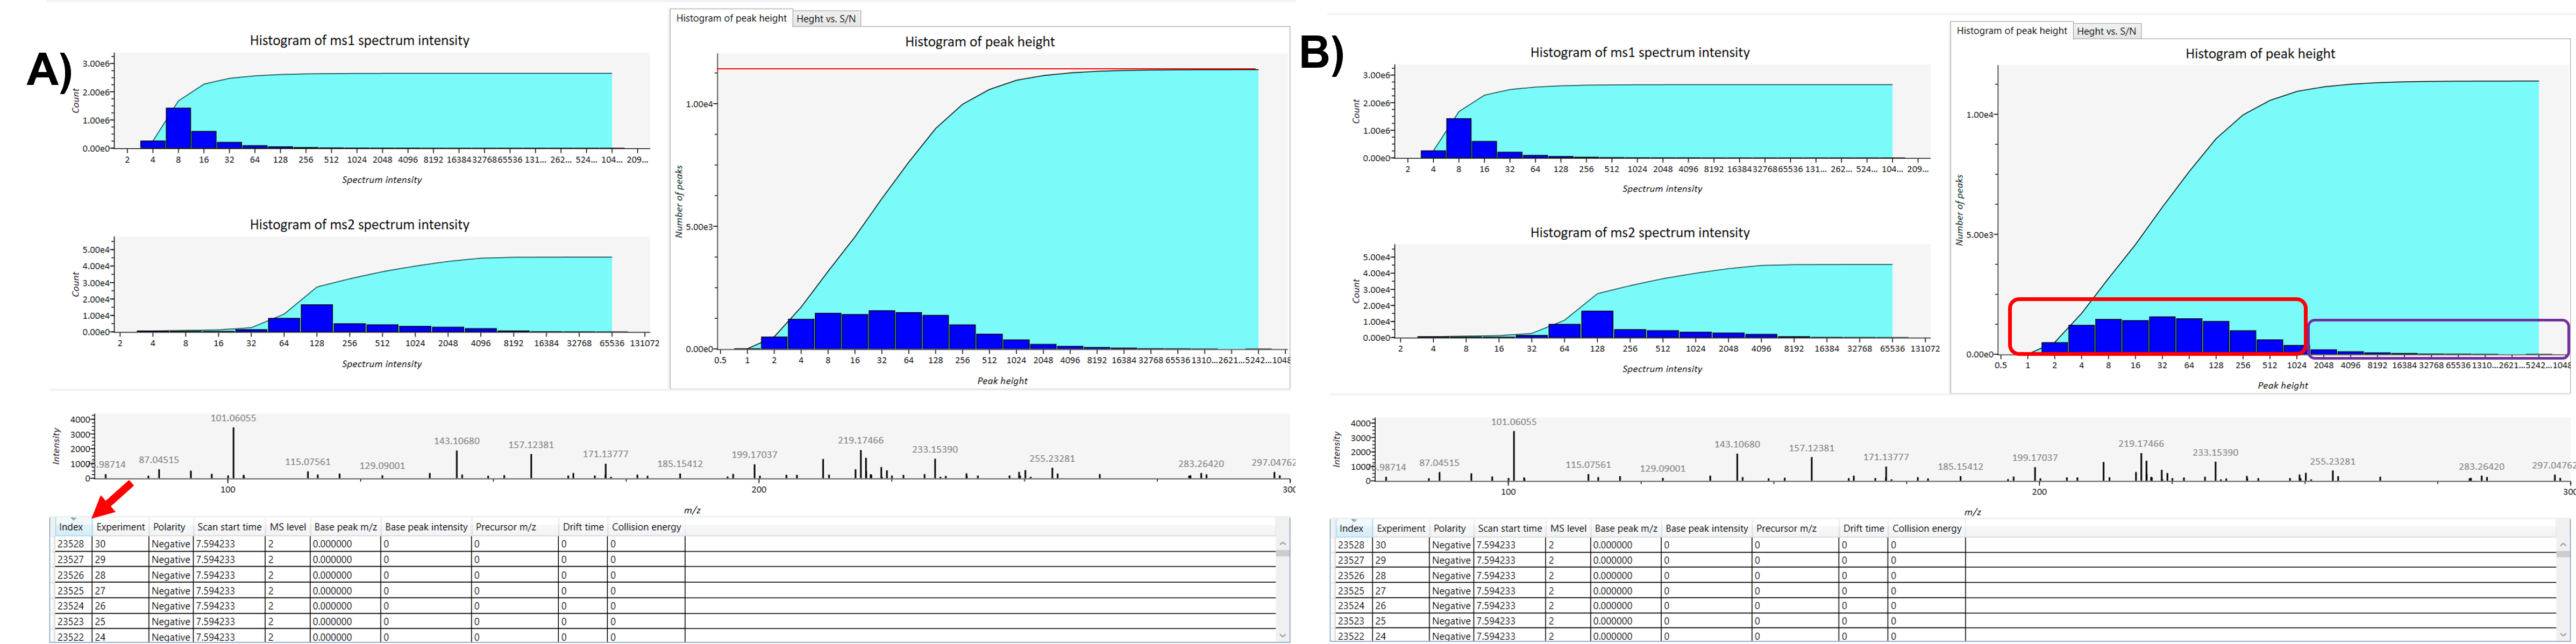 A)
Histogram of ms1 spectrum intensity
3.00e6
2.00e6
1.00e6
0.00e0
Count
2 4 8 16 32 64 128 256 512 1024 2048 4096 8192 16384 32768 65536 131... 262... 524... 104... 209...
Spectrum intensity
Histogram of ms2 spectrum intensity
5.00e4
4.00e4
3.00e4
2.00e4
1.00e4
0.00e0
Count
2 4 8 16 32 64 128 256 512 1024 2048 4096 8192 16384 32768 65536 131072
Spectrum intensity
Histogram of peak height Heght vs. S/N
Histogram of peak height
1.00e4
5.00e3
0.00e0
Number of peaks
0.5 1 2 4 8 16 32 64 128 256 512 1024 2048 4096 8192 16384 32768 65536 1310...2621...5242...1048
Peak height
4000
3000
2000
1000
0
Intensity
.98714 87.04515 101.06055 115.07561 129.09001 143.10680 157.12381 171.13777 185.15412 199.17037 219.17466 233.15390 255.23281 283.26420 297.04762
100 200 300
m/z
Index Experiment Polarity Scan start time MS level Base peak m/z Base peak intensity Precursor m/z Drift time Collision energy
23528 30 Negative 7.594233 2 0.000000 0 0 0 0
23527 29 Negative 7.594233 2 0.000000 0 0 0 0
23526 28 Negative 7.594233 2 0.000000 0 0 0 0
23525 27 Negative 7.594233 2 0.000000 0 0 0 0
23524 26 Negative 7.594233 2 0.000000 0 0 0 0
23523 25 Negative 7.594233 2 0.000000 0 0 0 0
23522 24 Negative 7.594233 2 0.000000 0 0 0 0
B)
Histogram of ms1 spectrum intensity
3.00e6
2.00e6
1.00e6
0.00e0
Count
2 4 8 16 32 64 128 256 512 1024 2048 4096 8192 16384 32768 65536 131... 262... 524... 104... 209...
Spectrum intensity
Histogram of ms2 spectrum intensity
5.00e4
4.00e4
3.00e4
2.00e4
1.00e4
0.00e0
Count
2 4 8 16 32 64 128 256 512 1024 2048 4096 8192 16384 32768 65536 131072
Spectrum intensity
Histogram of peak height Heght vs. S/N
Histogram of peak height
1.00e4
5.00e3
0.00e0
Number of peaks
0.5 1 2 4 8 16 32 64 128 256 512 1024 2048 4096 8192 16384 32768 65536 1310...2621...5242...1048
Peak height
4000
3000
2000
1000
0
Intensity
.98714 87.04515 101.06055 115.07561 129.09001 143.10680 157.12381 171.13777 185.15412 199.17037 219.17466 233.15390 255.23281 283.26420 297.04762
100 200 300
m/z
Index Experiment Polarity Scan start time MS level Base peak m/z Base peak intensity Precursor m/z Drift time Collision energy
23528 30 Negative 7.594233 2 0.000000 0 0 0 0
23527 29 Negative 7.594233 2 0.000000 0 0 0 0
23526 28 Negative 7.594233 2 0.000000 0 0 0 0
23525 27 Negative 7.594233 2 0.000000 0 0 0 0
23524 26 Negative 7.594233 2 0.000000 0 0 0 0
23523 25 Negative 7.594233 2 0.000000 0 0 0 0
23522 24 Negative 7.594233 2 0.000000 0 0 0 0